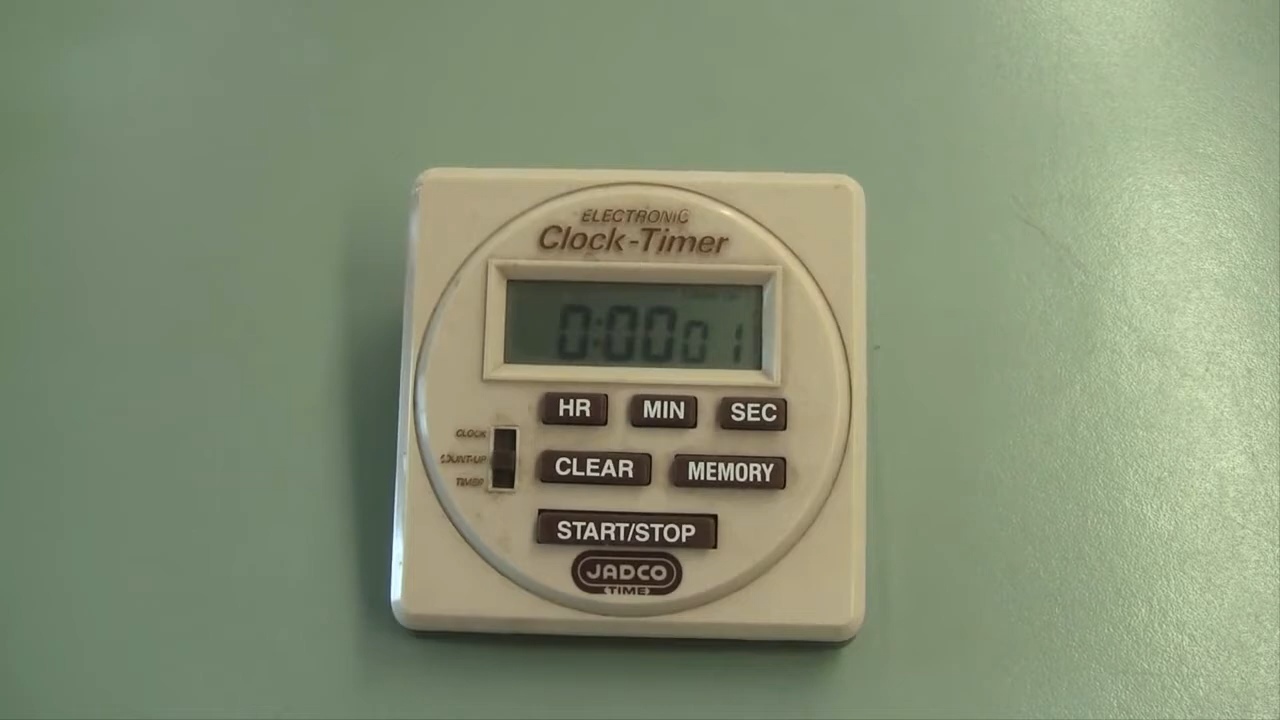 ELECTRONIC
Clock-Timer
0:00 01
HR MIN SEC
CLOCK
COUNT-UP
TIMER
CLEAR MEMORY
START/STOP
JADCO
TIME